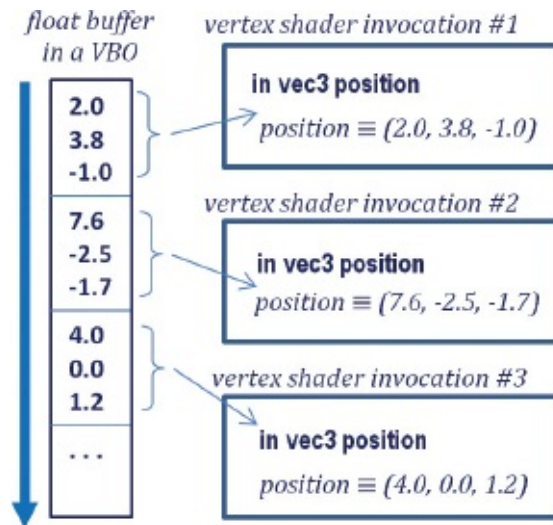 float buffer
in a VBO
2.0
3.8
-1.0
7.6
-2.5
-1.7
4.0
0.0
1.2
...
vertex shader invocation #1
in vec3 position
position ≡ (2.0, 3.8, -1.0)
vertex shader invocation #2
in vec3 position
position ≡ (7.6, -2.5, -1.7)
vertex shader invocation #3
in vec3 position
position ≡ (4.0, 0.0, 1.2)